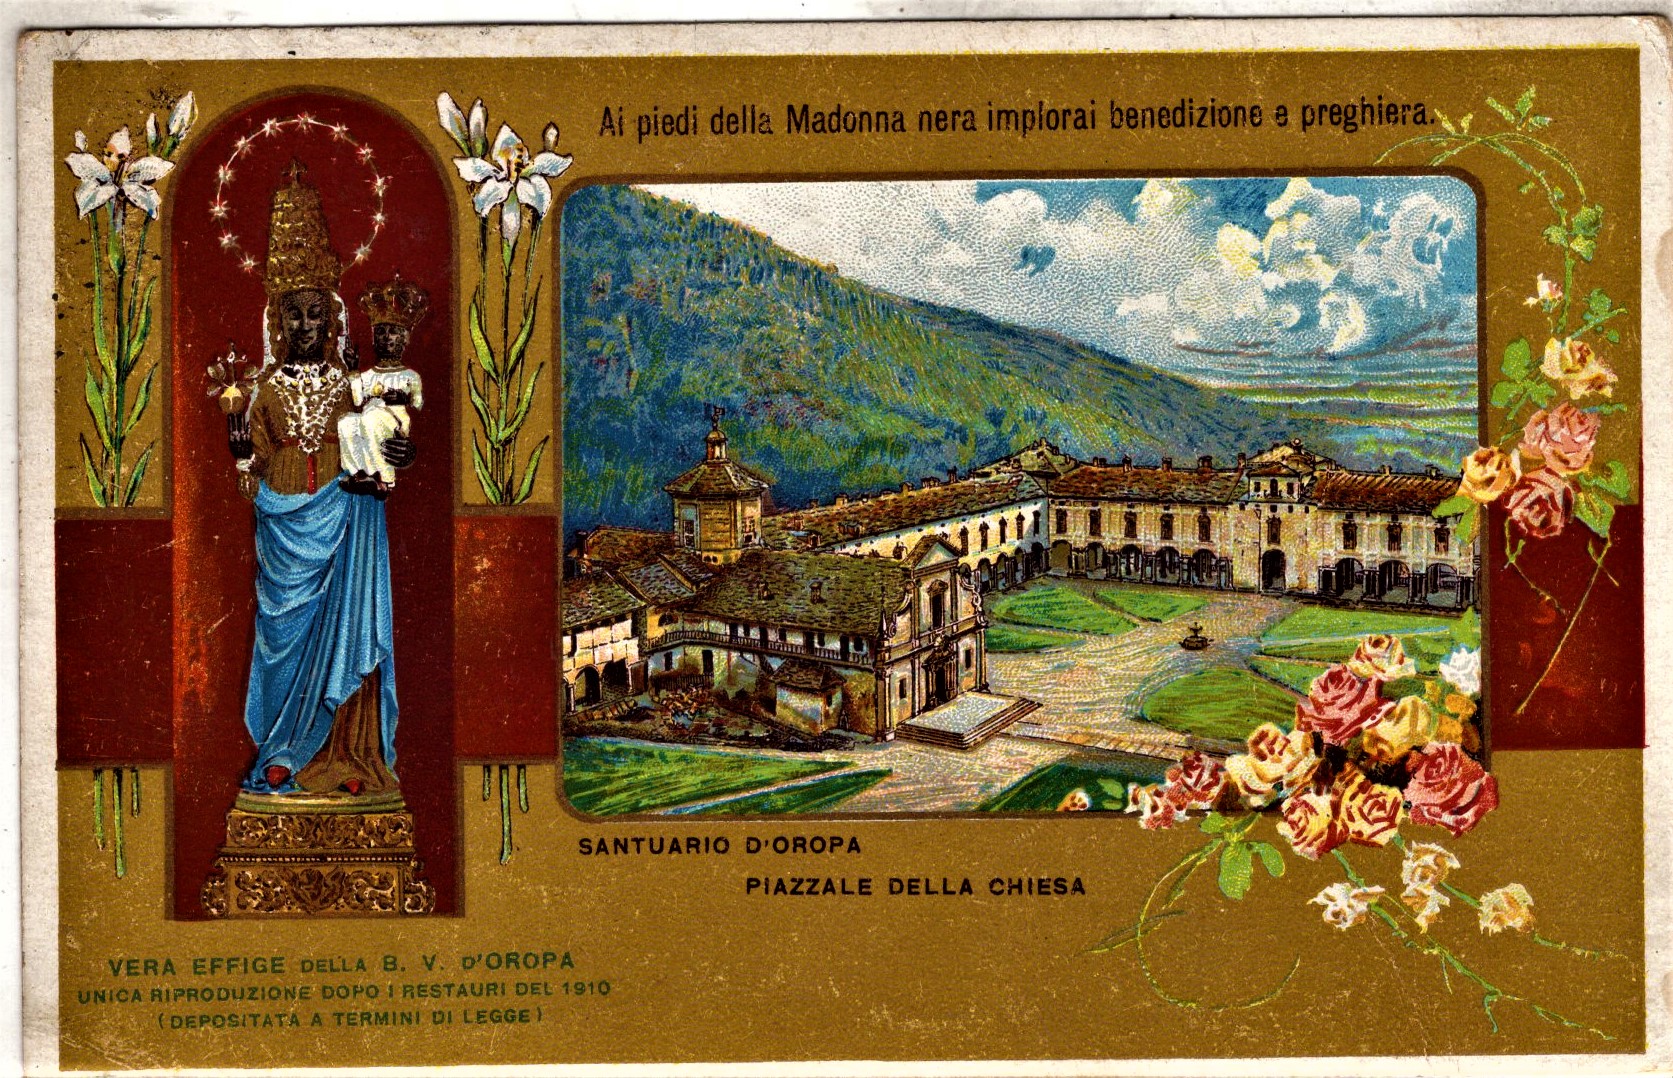 Ai piedi della Madonna nera implorai benedizione e preghiera.
SANTUARIO D'OROPA
PIAZZALE DELLA CHIESA
VERA EFFIGE DELLA B. V. D'OROPA
UNICA RIPRODUZIONE DOPO I RESTAURI DEL 1910
(DEPOSITATA A TERMINI DI LEGGE)